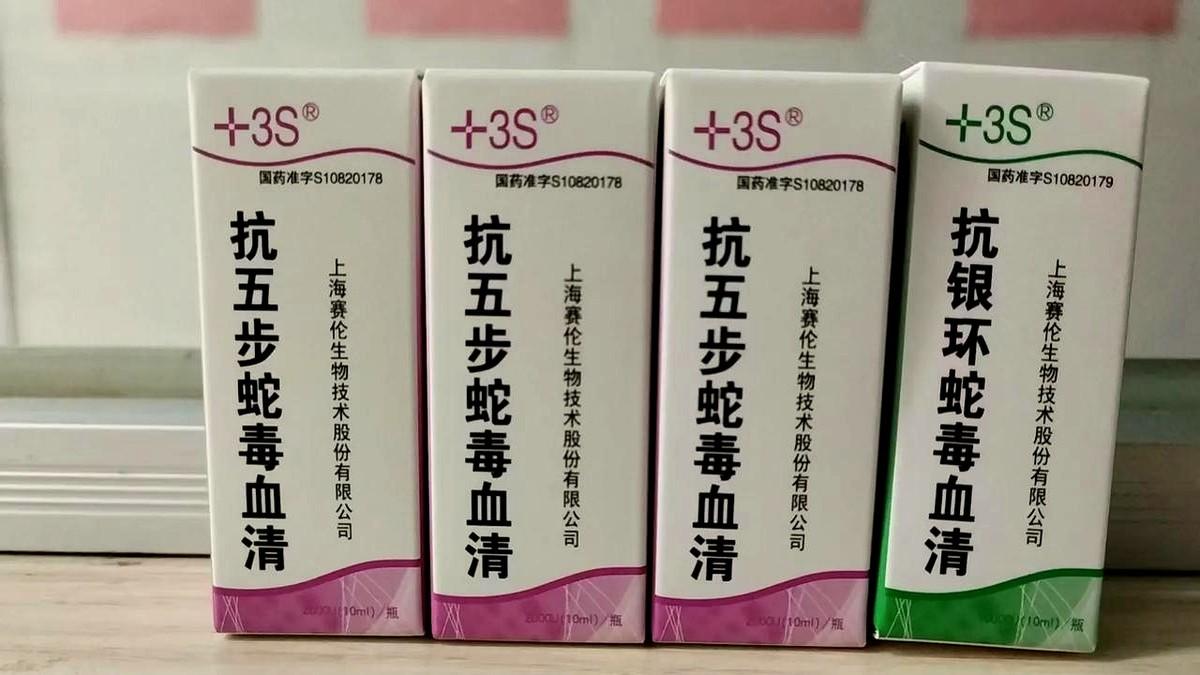 +3S®
国药准字S10820178
抗五步蛇毒血清
上海赛伦生物技术股份有限公司
2000U(10ml)/瓶
+3S®
国药准字S10820178
抗五步蛇毒血清
上海赛伦生物技术股份有限公司
2000U(10ml)/瓶
+3S®
国药准字S10820178
抗五步蛇毒血清
上海赛伦生物技术股份有限公司
2000U(10ml)/瓶
+3S®
国药准字S10820179
抗银环蛇毒血清
上海赛伦生物技术股份有限公司
(10ml)/瓶